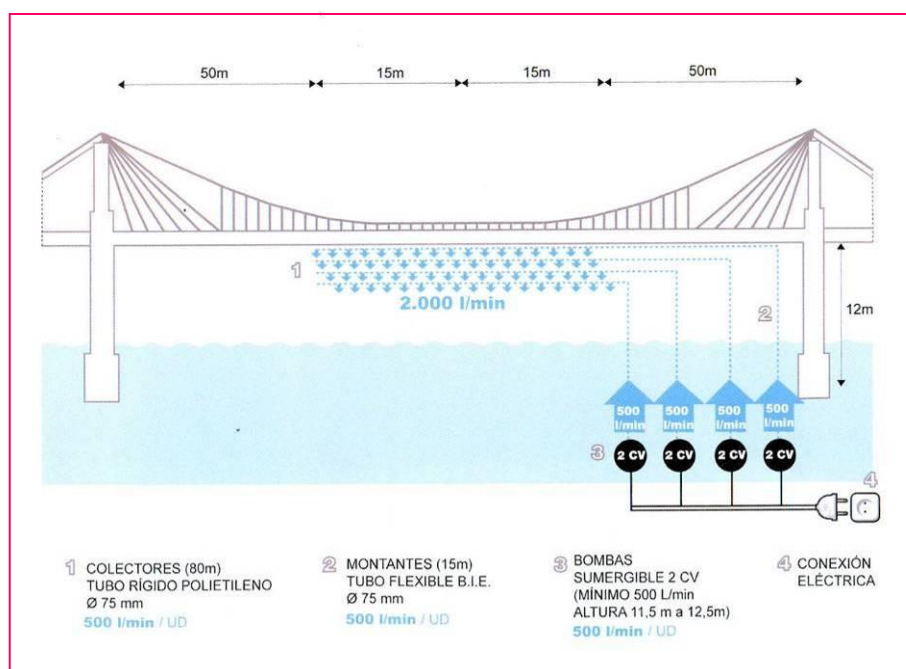 50m
15m
15m
50m
1
2.000 l/min
2
12m
500 l/min
500 l/min
500 l/min
500 l/min
3
2 CV
2 CV
2 CV
2 CV
4
1 COLECTORES (80m)
TUBO RÍGIDO POLIETILENO
Ø 75 mm
500 l/min / UD
2 MONTANTES (15m)
TUBO FLEXIBLE B.I.E.
Ø 75 mm
500 l/min / UD
3 BOMBAS
SUMERGIBLE 2 CV
(MÍNIMO 500 L/min
ALTURA 11,5 m a 12,5m)
500 l/min / UD
4 CONEXIÓN
ELÉCTRICA